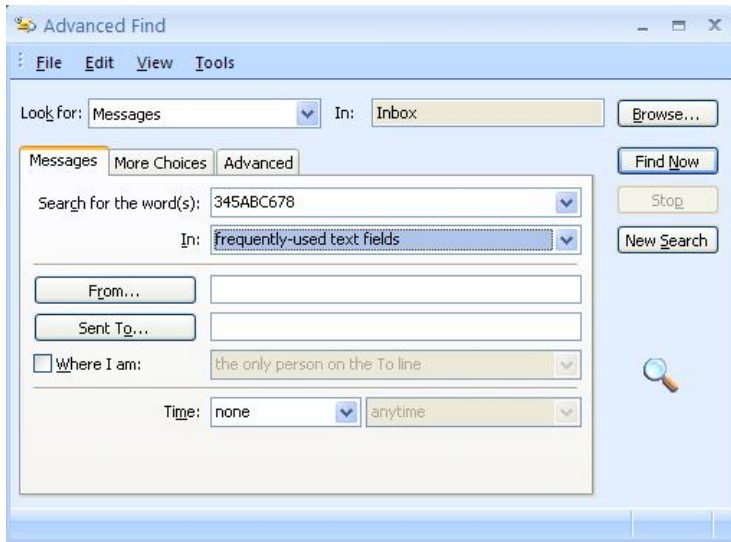 Advanced Find
File Edit View Tools
Look for: Messages In: Inbox Browse...
Messages More Choices Advanced Find Now
Search for the word(s): 345ABC678 Stop
In: frequently-used text fields New Search
From...
Sent To...
Where I am: the only person on the To line
Time: none anytime